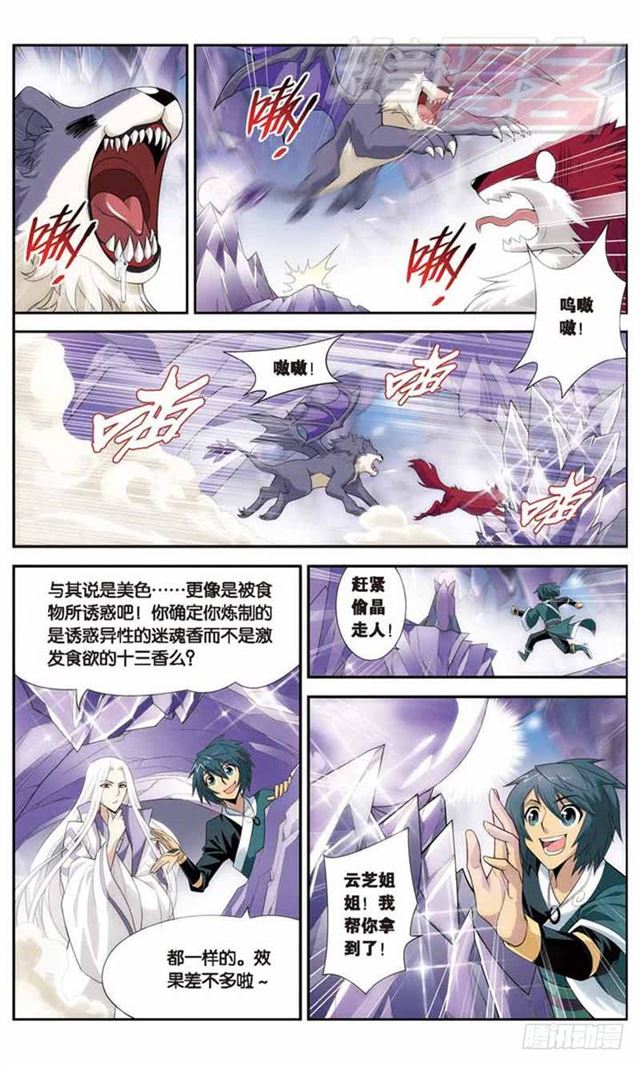 嗷!
嗷!
嗷!
呜嗷
嗷!
嗷嗷!
嘡
嘡
嘡
与其说是美色……更像是被食
物所诱惑吧!你确定你炼制的
是诱惑异性的迷魂香而不是激
发食欲的十三香么?
都一样的。效
果差不多啦~
赶紧
偷晶
走人!
云芝姐
姐!我
帮你拿
到了!
腾讯动漫